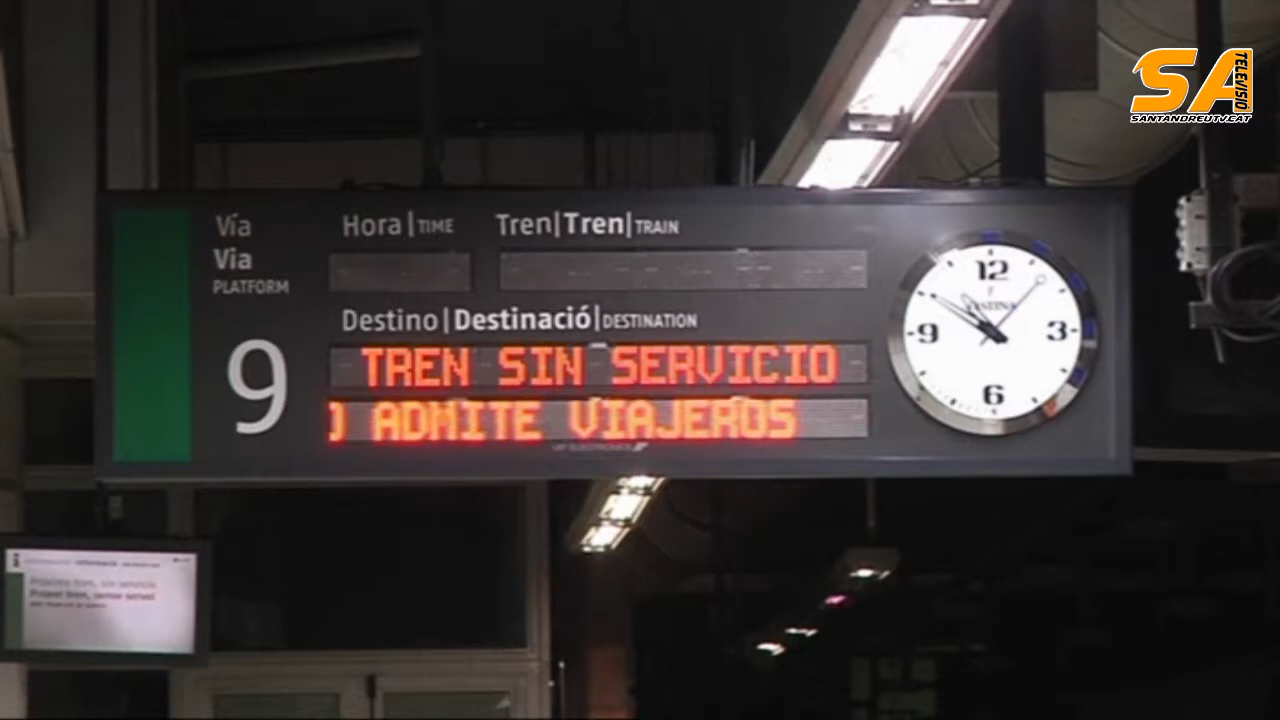 SA TELEVISIÓ
SANTANDREUTV.CAT
Vía
Via
PLATFORM
9
Hora|TIME
Tren|Tren|TRAIN
Destino|Destinació|DESTINATION
TREN SIN SERVICIO
ADMITE VIAJEROS
12
3
6
9
FESTINA
Próximo tren, sin servicio
Proper tren, sense servei